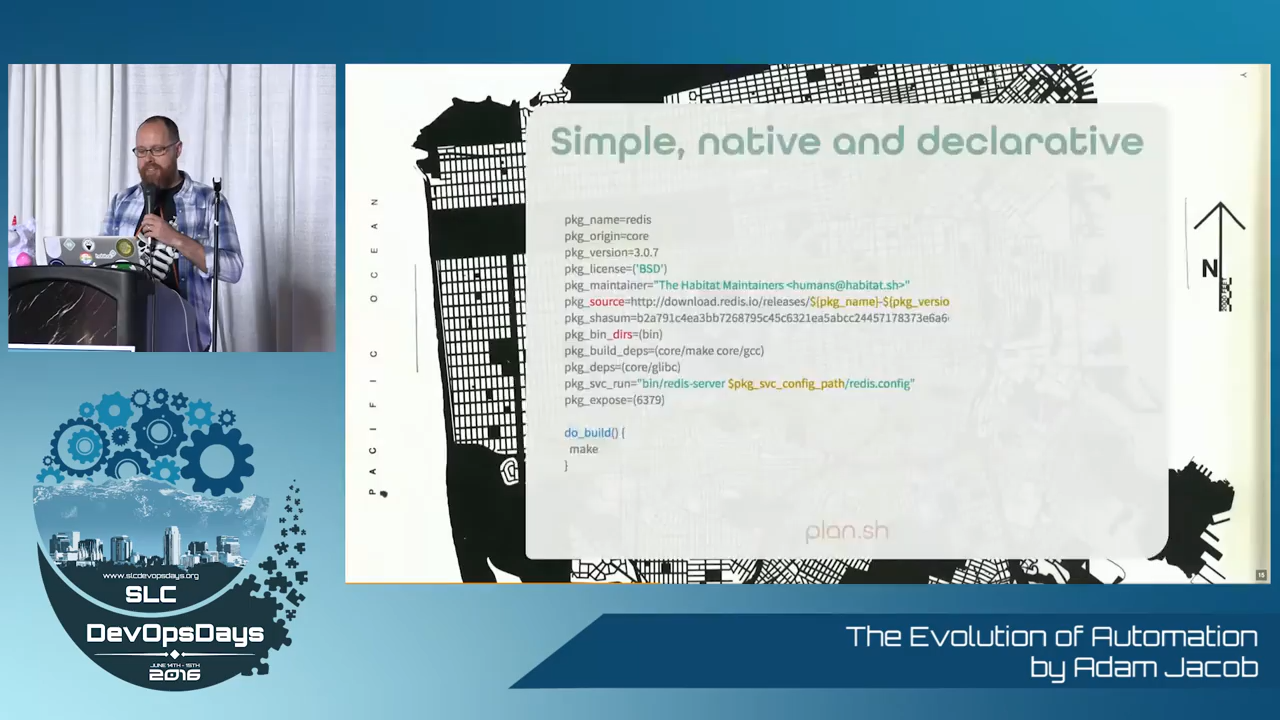 Simple, native and declarative
pkg_name=redis
pkg_origin=core
pkg_version=3.0.7
pkg_license=('BSD')
pkg_maintainer="The Habitat Maintainers <humans@habitat.sh>"
pkg_source=http://download.redis.io/releases/${pkg_name}-${pkg_versio
pkg_shasum=b2a791c4ea3bb7268795c45c6321ea5abcc24457178373e6a6
pkg_bin_dirs=(bin)
pkg_build_deps=(core/make core/gcc)
pkg_deps=(core/glibc)
pkg_svc_run="bin/redis-server $pkg_svc_config_path/redis.config"
pkg_expose=(6379)
do_build() {
make
}
plan.sh
PACIFIC OCEAN
N
15
www.slcdevopsdays.org
SLC
DevOpsDays
JUNE 14TH - 15TH
2016
The Evolution of Automation
by Adam Jacob